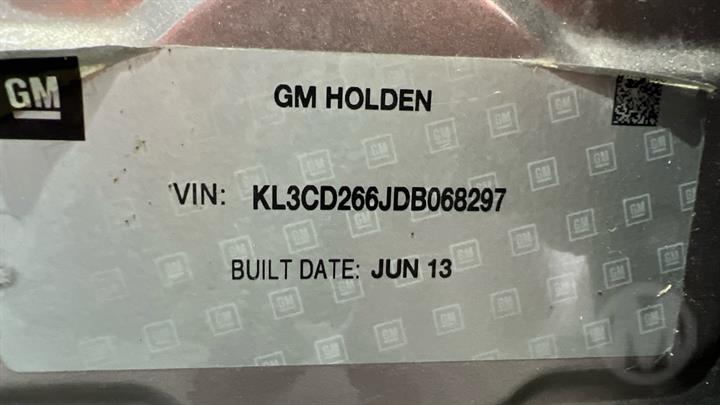 GM
GM HOLDEN
VIN: KL3CD266JDB068297
BUILT DATE: JUN 13